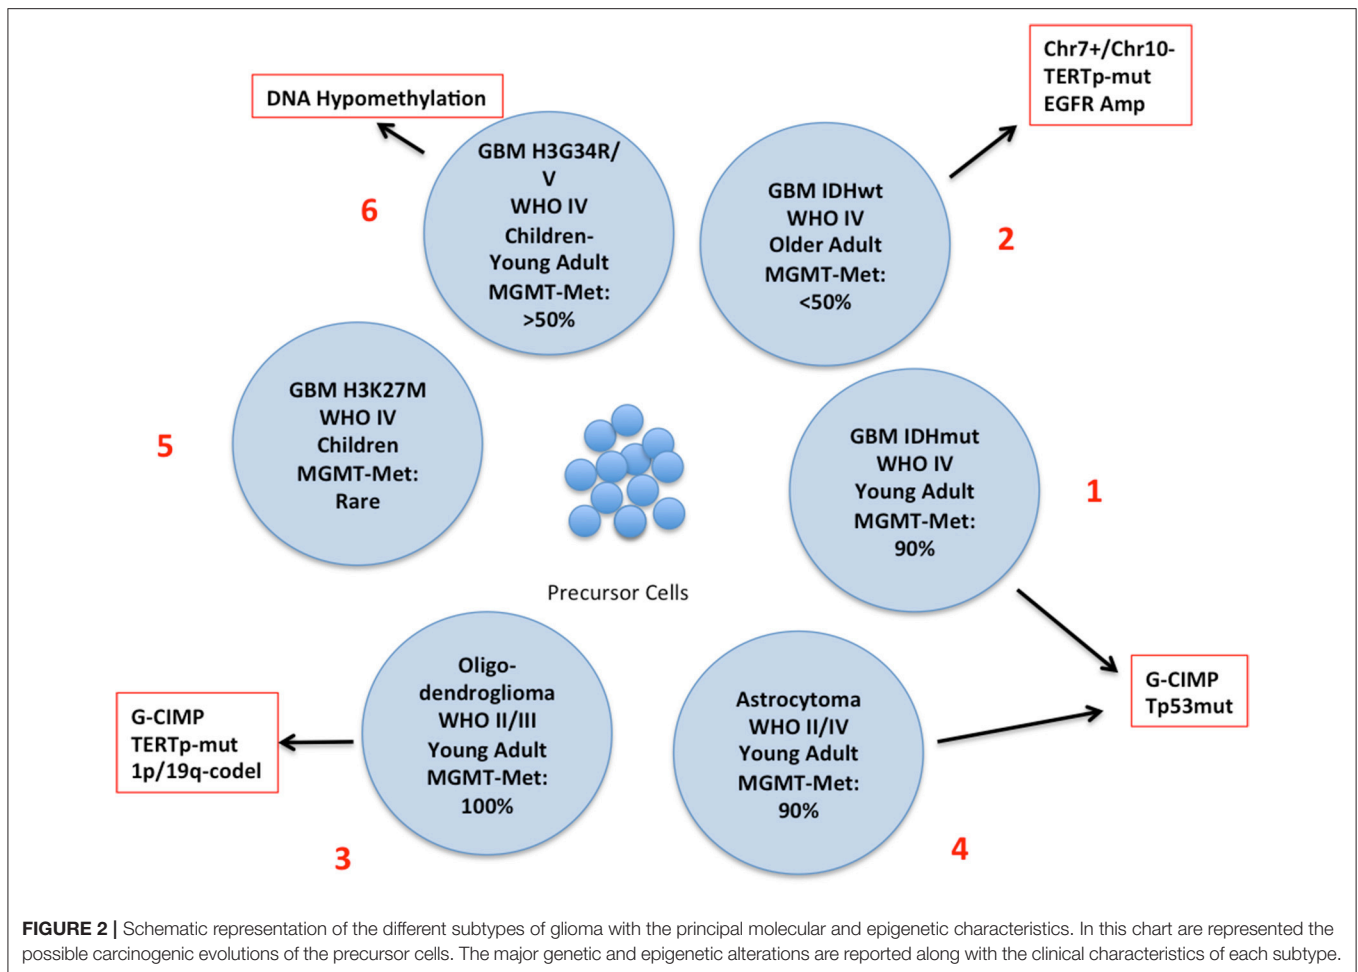 Chr7+/Chr10-
TERTp-mut
EGFR Amp
DNA Hypomethylation
GBM H3G34R/
V
WHO IV
Children-
Young Adult
MGMT-Met:
>50%
6
GBM IDHwt
WHO IV
Older Adult
MGMT-Met:
<50%
2
GBM H3K27M
WHO IV
Children
MGMT-Met:
Rare
5
GBM IDHmut
WHO IV
Young Adult
MGMT-Met:
90%
1
Precursor Cells
Oligo-
dendroglioma
WHO II/III
Young Adult
MGMT-Met:
100%
3
G-CIMP
TERTp-mut
1p/19q-codel
Astrocytoma
WHO II/IV
Young Adult
MGMT-Met:
90%
4
G-CIMP
Tp53mut
FIGURE 2 | Schematic representation of the different subtypes of glioma with the principal molecular and epigenetic characteristics. In this chart are represented the
possible carcinogenic evolutions of the precursor cells. The major genetic and epigenetic alterations are reported along with the clinical characteristics of each subtype.